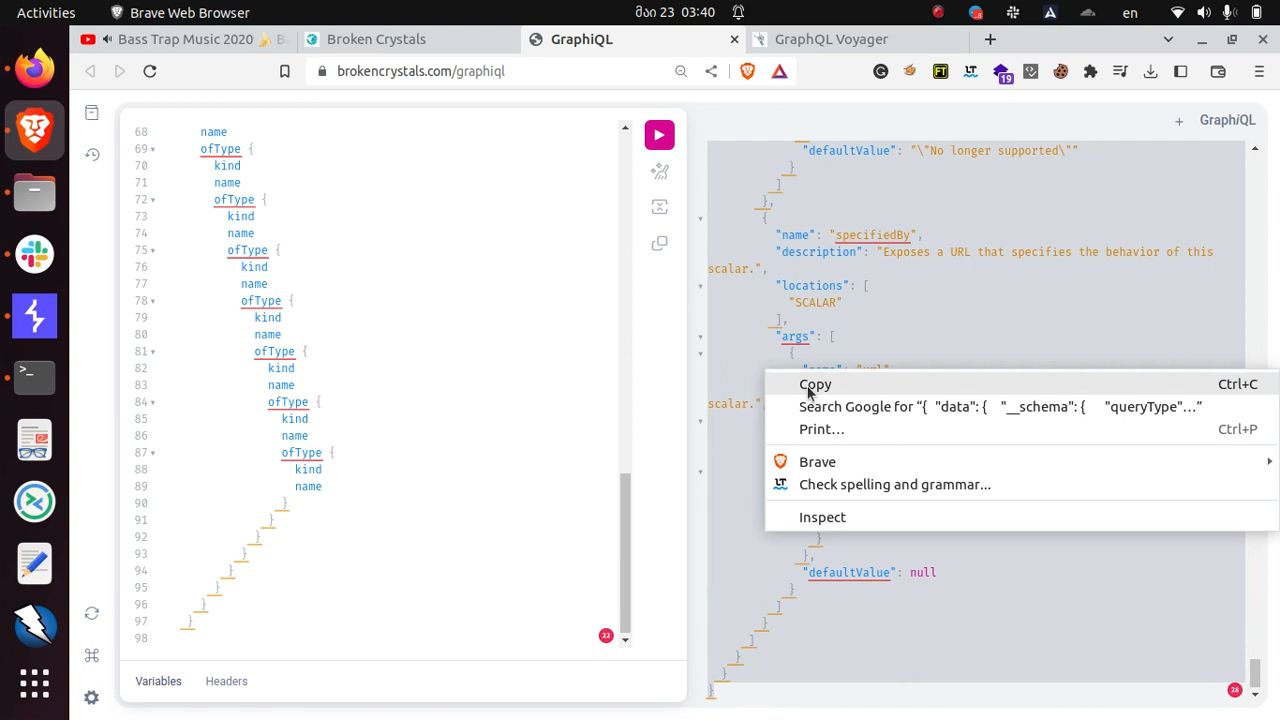 Activities
Brave Web Browser
მაი 23 03:40
en
Bass Trap Music 2020
Broken Crystals
GraphiQL
GraphQL Voyager
brokencrystals.com/graphiql
19
GraphiQL
68 name
69 ofType {
70 kind
71 name
72 ofType {
73 kind
74 name
75 ofType {
76 kind
77 name
78 ofType {
79 kind
80 name
81 ofType {
82 kind
83 name
84 ofType {
85 kind
86 name
87 ofType {
88 kind
89 name
90 }
91 }
92 }
93 }
94 }
95 }
96 }
97 }
98
22
Variables
Headers
"defaultValue": "\"No longer supported\""
}
]
},
{
"name": "specifiedBy",
"description": "Exposes a URL that specifies the behavior of this
scalar.",
"locations": [
"SCALAR"
],
"args": [
{
scalar."
Copy Ctrl+C
Search Google for “{ "data": { "__schema": { "queryType"…”
Print… Ctrl+P
Brave
Check spelling and grammar…
Inspect
}
},
"defaultValue": null
}
]
}
]
}
}
}
28